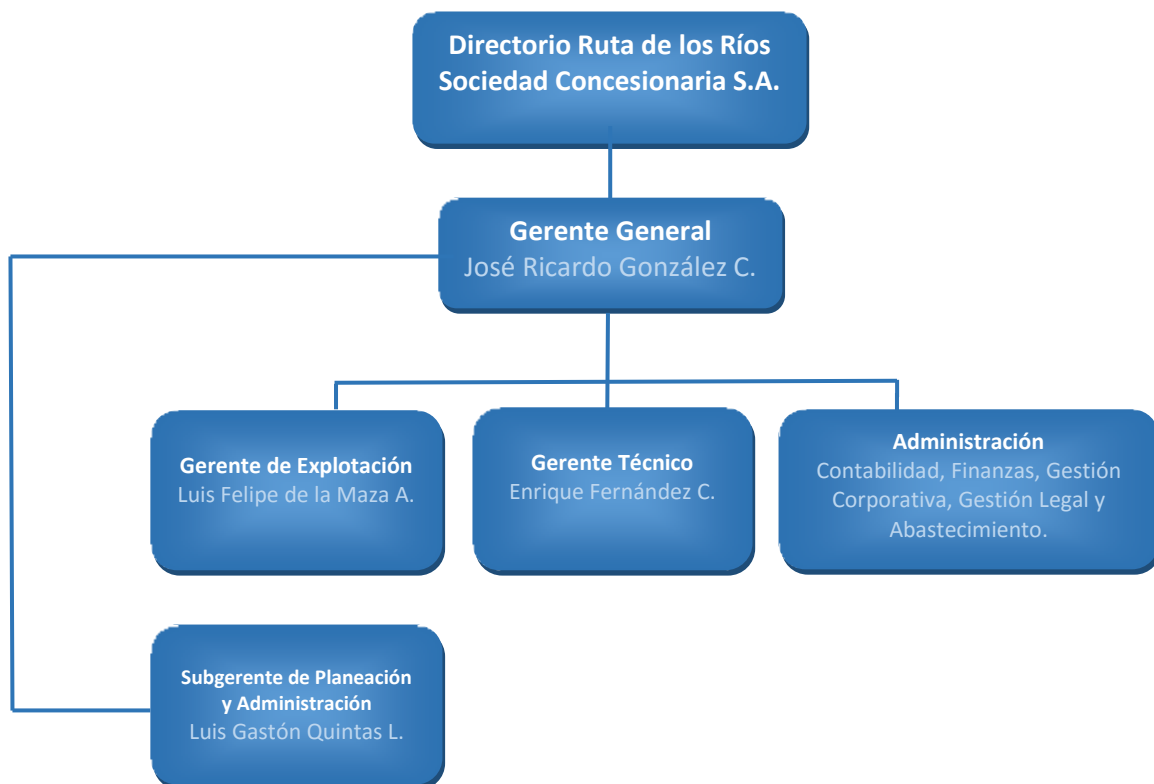 Directorio Ruta de los Ríos
Sociedad Concesionaria S.A.
Gerente General
José Ricardo González C.
Gerente de Explotación
Luis Felipe de la Maza A.
Gerente Técnico
Enrique Fernández C.
Administración
Contabilidad, Finanzas, Gestión
Corporativa, Gestión Legal y
Abastecimiento.
Subgerente de Planeación
y Administración
Luis Gastón Quintas L.